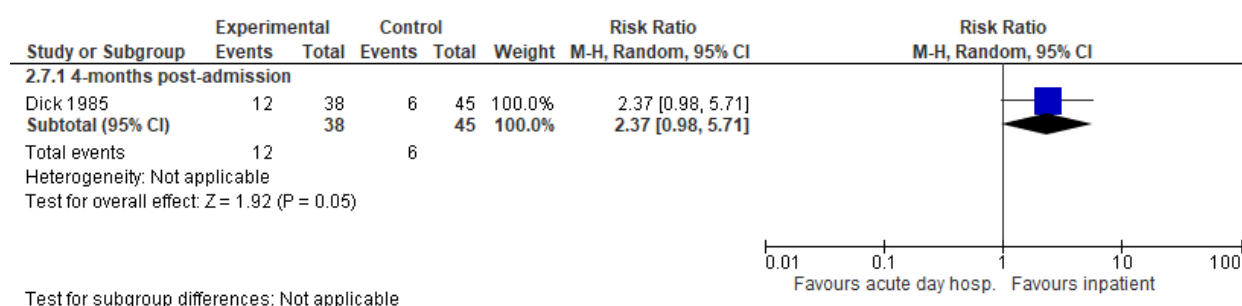 Experimental Control Risk Ratio Risk Ratio
Study or Subgroup Events Total Events Total Weight M-H, Random, 95% CI M-H, Random, 95% CI
2.7.1 4-months post-admission
Dick 1985 12 38 6 45 100.0% 2.37 [0.98, 5.71]
Subtotal (95% CI) 38 45 100.0% 2.37 [0.98, 5.71]
Total events 12 6
Heterogeneity: Not applicable
Test for overall effect: Z = 1.92 (P = 0.05)
0.01 0.1 1 10 100
Favours acute day hosp. Favours inpatient
Test for subgroup differences: Not applicable